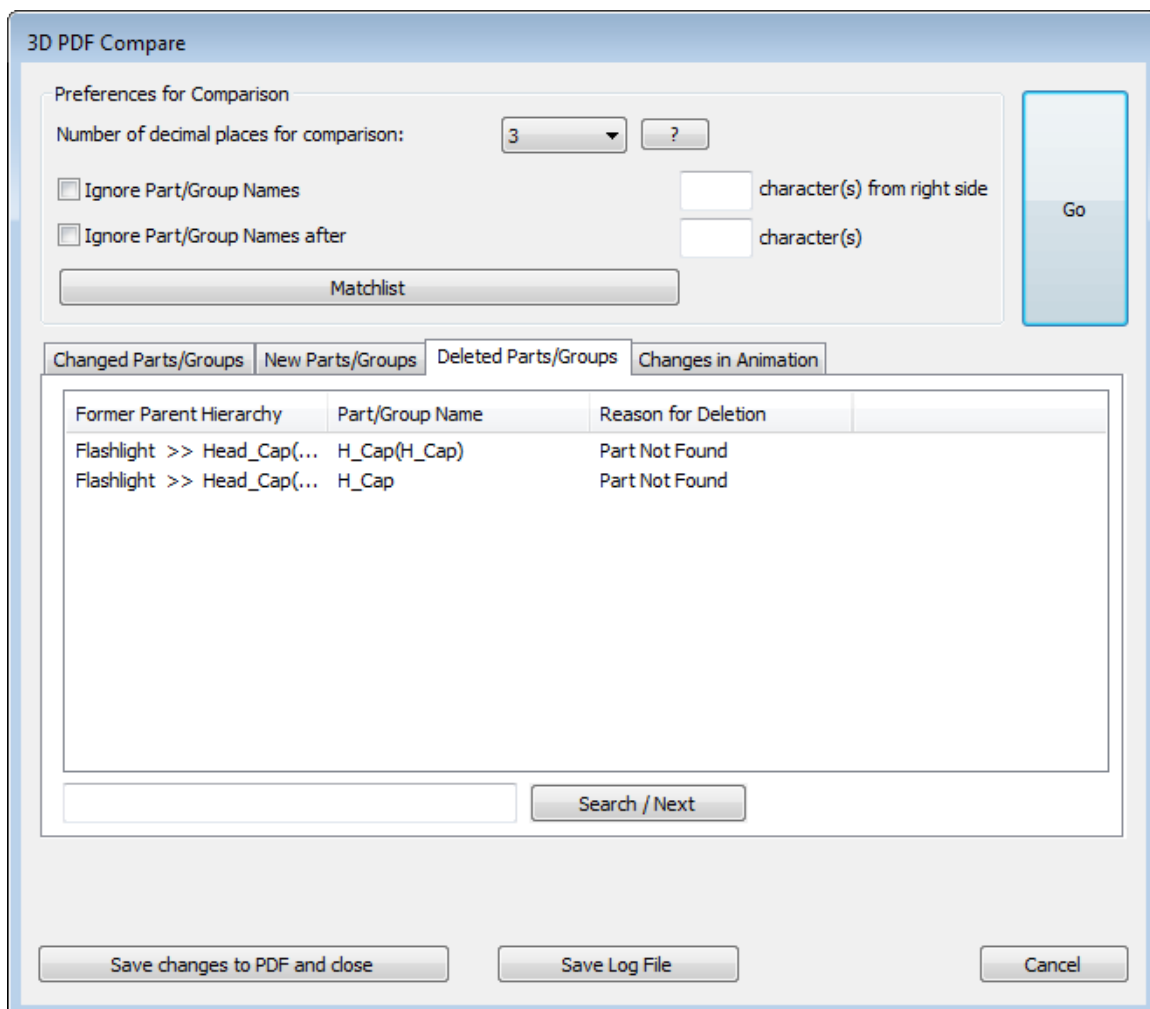 3D PDF Compare
Preferences for Comparison
Number of decimal places for comparison: 3 ?
Ignore Part/Group Names character(s) from right side
Ignore Part/Group Names after character(s)
Go
Matchlist
Changed Parts/Groups New Parts/Groups Deleted Parts/Groups Changes in Animation
Former Parent Hierarchy Part/Group Name Reason for Deletion
Flashlight >> Head_Cap(... H_Cap(H_Cap) Part Not Found
Flashlight >> Head_Cap(... H_Cap Part Not Found
Search / Next
Save changes to PDF and close Save Log File Cancel